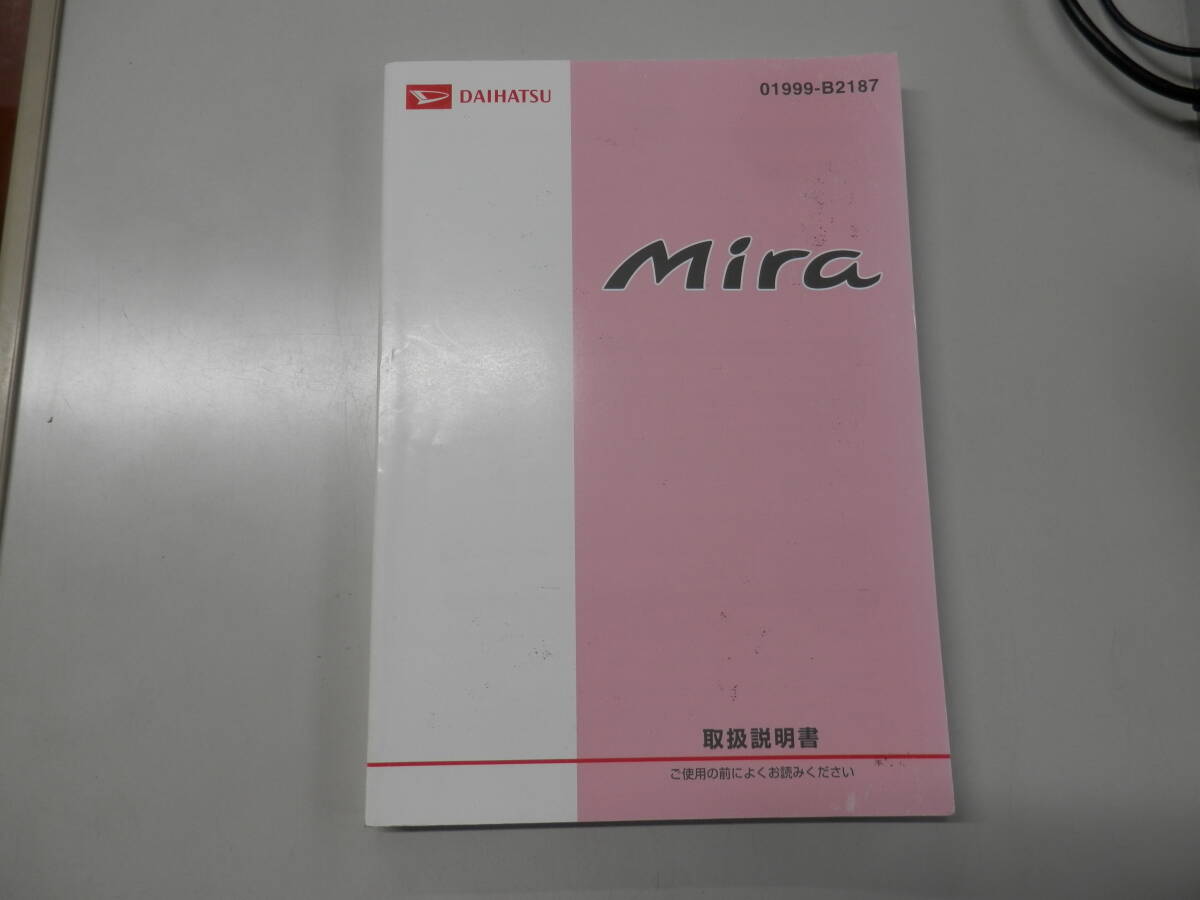 DAIHATSU
01999-B2187
Mira
取扱説明書
ご使用の前によくお読みください